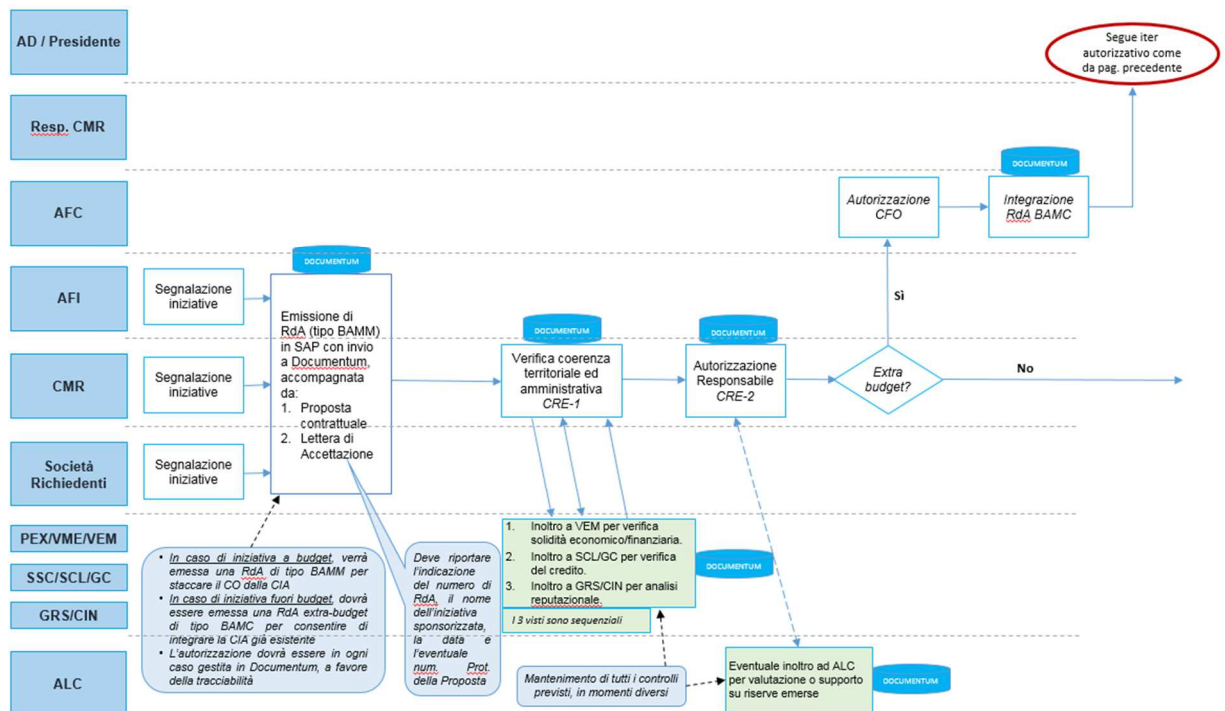 AD / Presidente
Segue iter
autorizzativo come
da pag. precedente
Resp. CMR
DOCUMENTUM
AFC
Autorizzazione
CFO
Integrazione
RdA BAMC
DOCUMENTUM
AFI
Segnalazione
iniziative
Emissione di
RdA (tipo BAMM)
in SAP con invio
a Documentum,
accompagnata
da:
1. Proposta
contrattuale
2. Lettera di
Accettazione
Sì
DOCUMENTUM
DOCUMENTUM
CMR
Segnalazione
iniziative
Verifica coerenza
territoriale ed
amministrativa
CRE-1
Autorizzazione
Responsabile
CRE-2
Extra
budget?
No
Società
Richiedenti
Segnalazione
iniziative
PEX/VME/VEM
SSC/SCL/GC
GRS/CIN
1. Inoltro a VEM per verifica
solidità economico/finanziaria.
2. Inoltro a SCL/GC per verifica
del credito.
3. Inoltro a GRS/CIN per analisi
reputazionale.
I 3 visti sono sequenziali
DOCUMENTUM
• In caso di iniziativa a budget, verrà
emessa una RdA di tipo BAMM per
staccare il CO dalla CIA
• In caso di iniziativa fuori budget, dovrà
essere emessa una RdA extra-budget
di tipo BAMC per consentire di
integrare la CIA già esistente
• L'autorizzazione dovrà essere in ogni
caso gestita in Documentum, a favore
della tracciabilità
Deve riportare
l'indicazione
del numero di
RdA, il nome
dell'iniziativa
sponsorizzata,
la data e
l'eventuale
num. Prot.
della Proposta
ALC
Mantenimento di tutti i controlli
previsti, in momenti diversi
Eventuale inoltro ad ALC
per valutazione o supporto
su riserve emerse
DOCUMENTUM